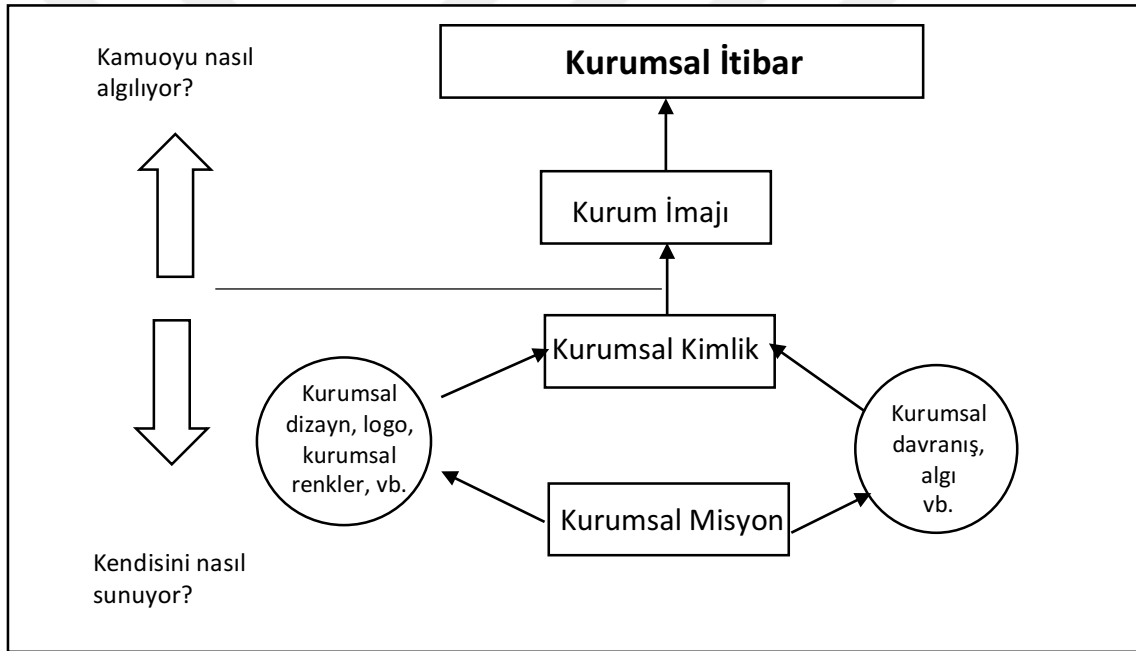 Kamuoyu nasıl
algılıyor?
Kurumsal İtibar
Kurum İmajı
Kurumsal Kimlik
Kurumsal
dizayn, logo,
kurumsal
renkler, vb.
Kurumsal
davranış,
algı
vb.
Kurumsal Misyon
Kendisini nasıl
sunuyor?